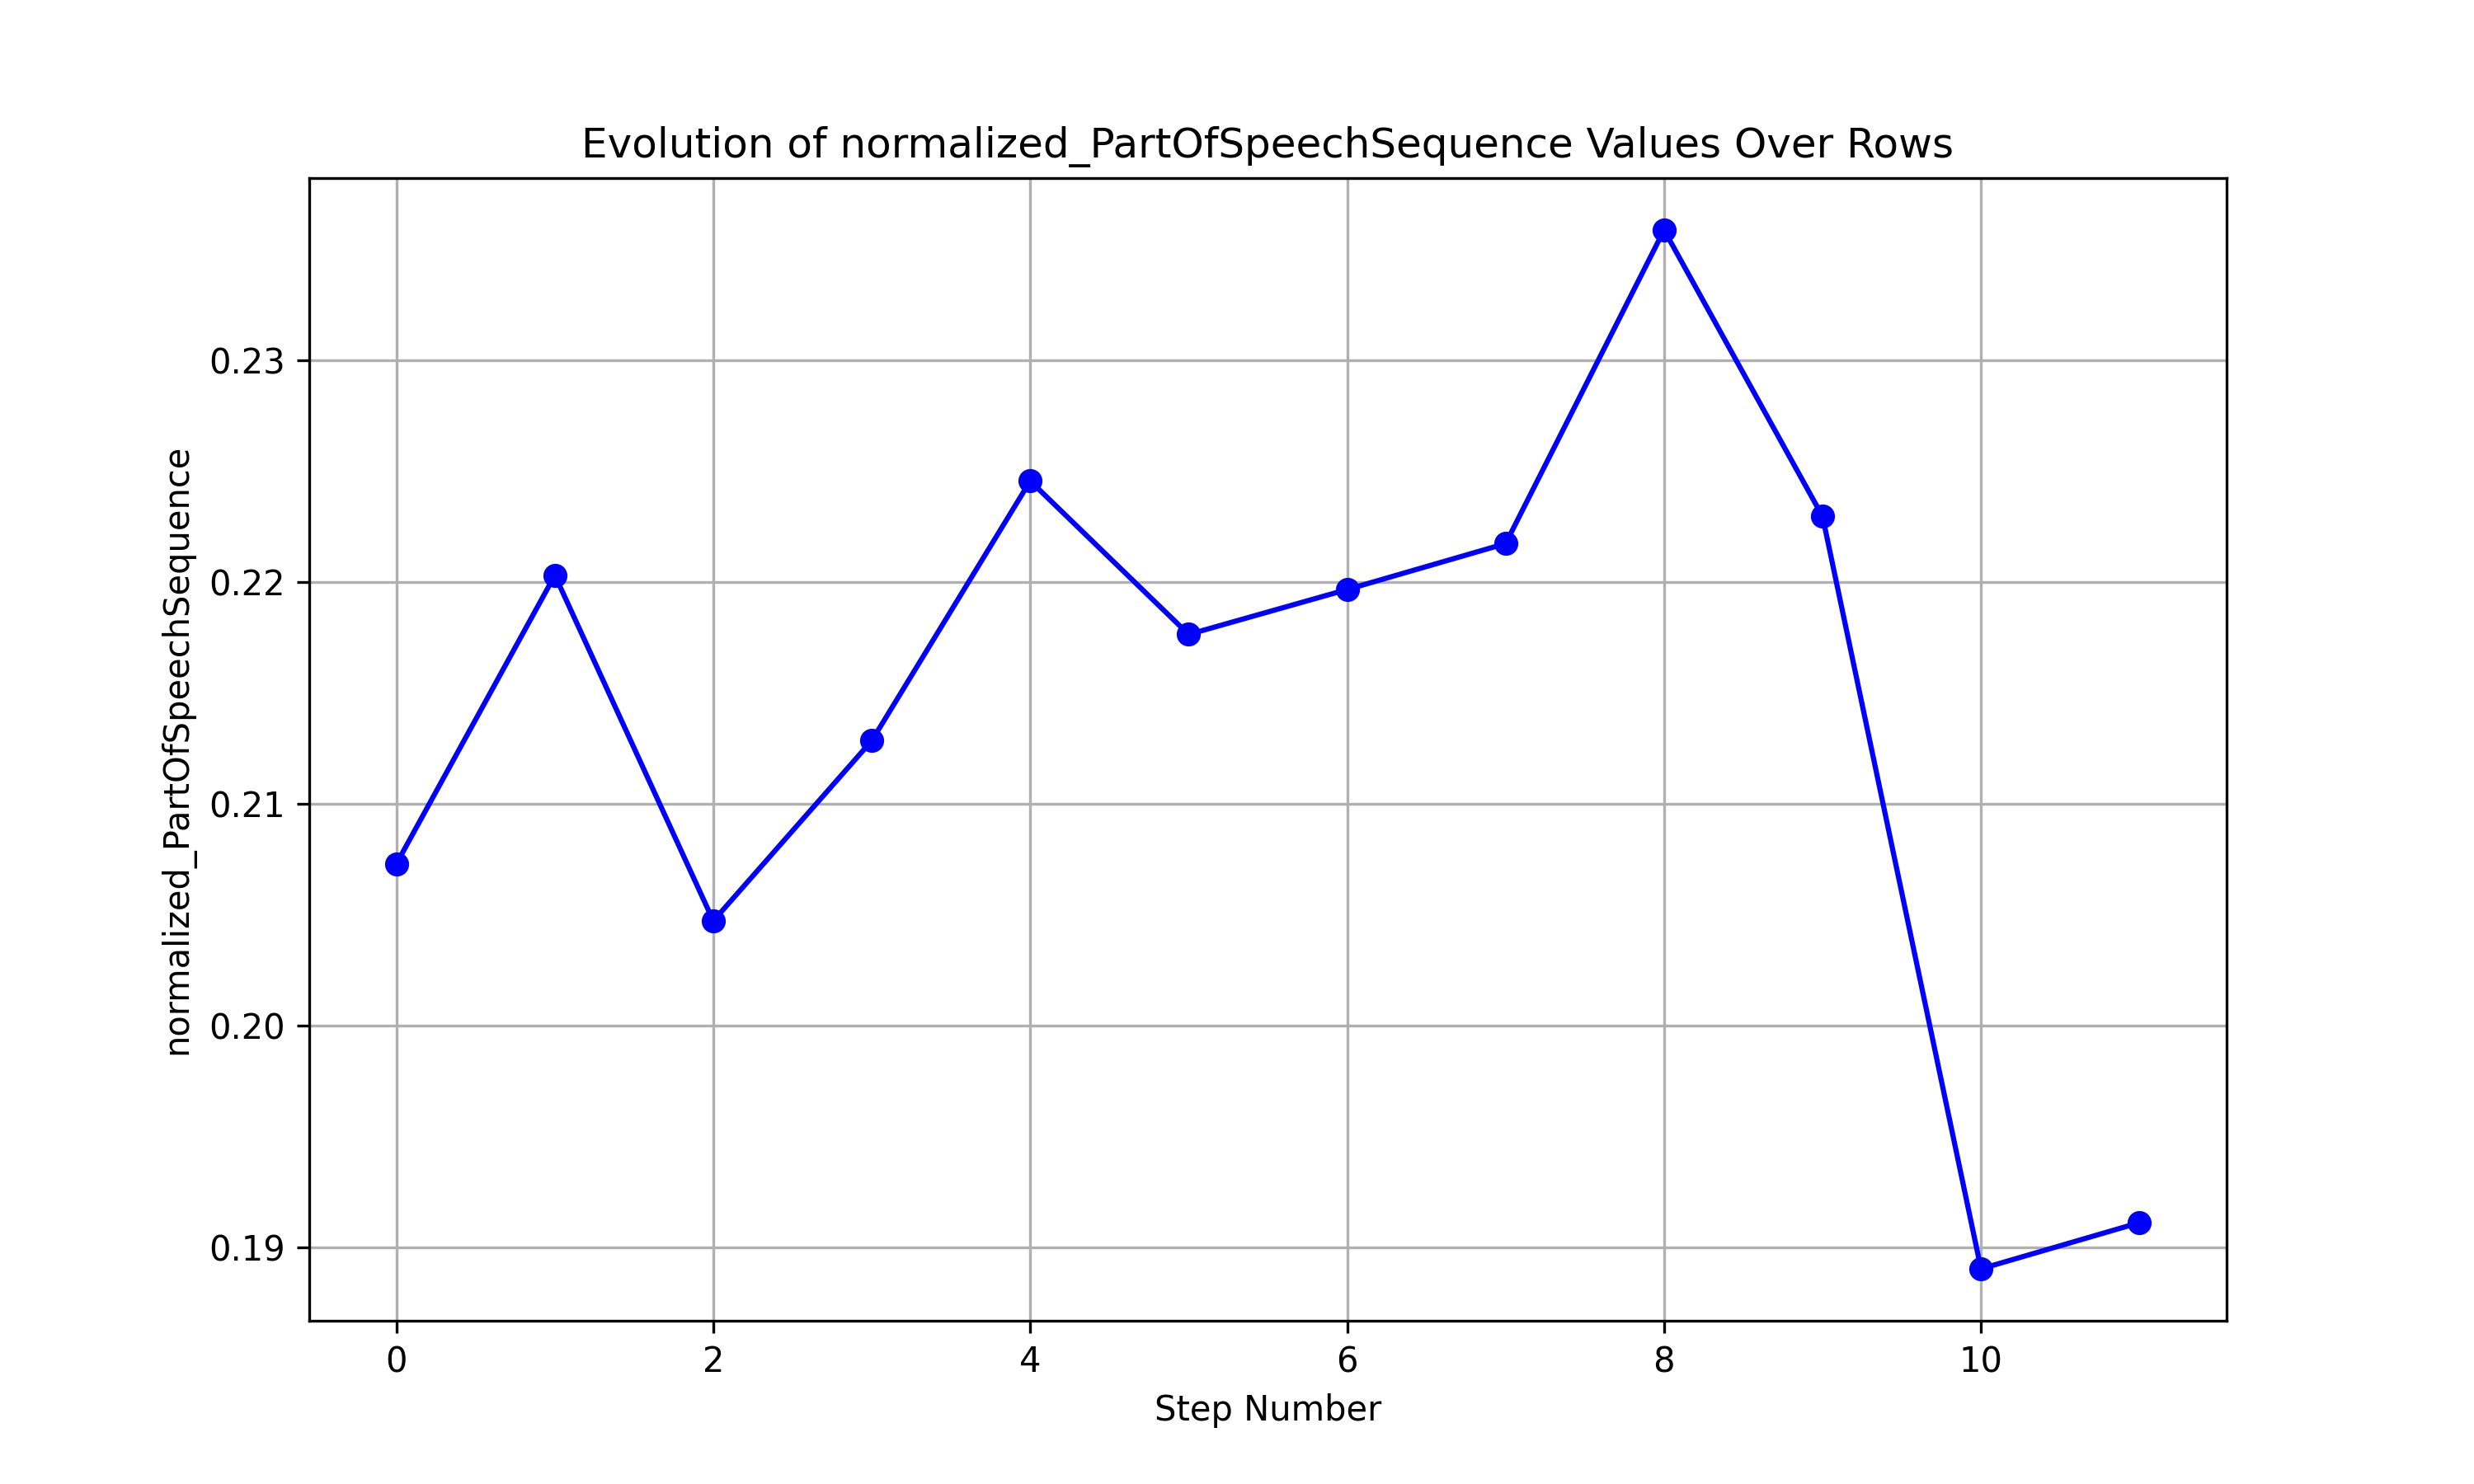 Evolution of normalized_PartOfSpeechSequence Values Over Rows
normalized_PartOfSpeechSequence
0.23
0.22
0.21
0.20
0.19
0 2 4 6 8 10
Step Number